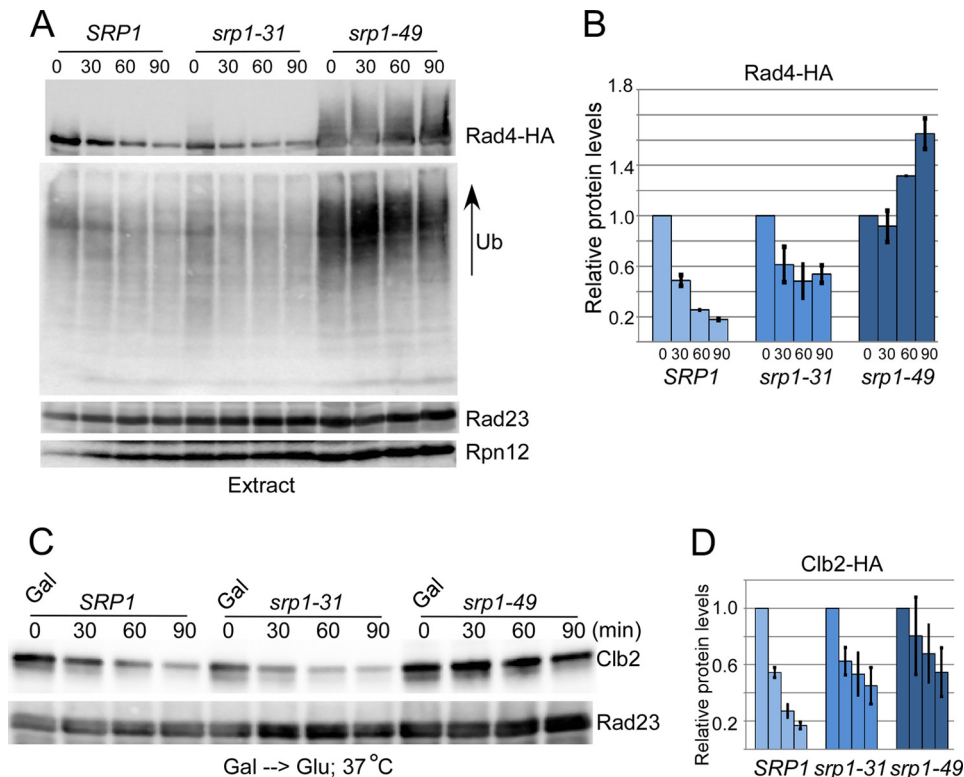 A
SRP1 srp1-31 srp1-49
0 30 60 90 0 30 60 90 0 30 60 90
Rad4-HA
Ub
Rad23
Rpn12
Extract
B
Rad4-HA
Relative protein levels
1.8
1.4
1.0
0.6
0.2
0 30 60 90 0 30 60 90 0 30 60 90
SRP1 srp1-31 srp1-49
C
Gal SRP1 Gal srp1-31 Gal srp1-49
0 30 60 90 0 30 60 90 0 30 60 90 (min)
Clb2
Rad23
Gal --> Glu; 37 °C
D
Clb2-HA
Relative protein levels
1.0
0.6
0.2
SRP1 srp1-31 srp1-49